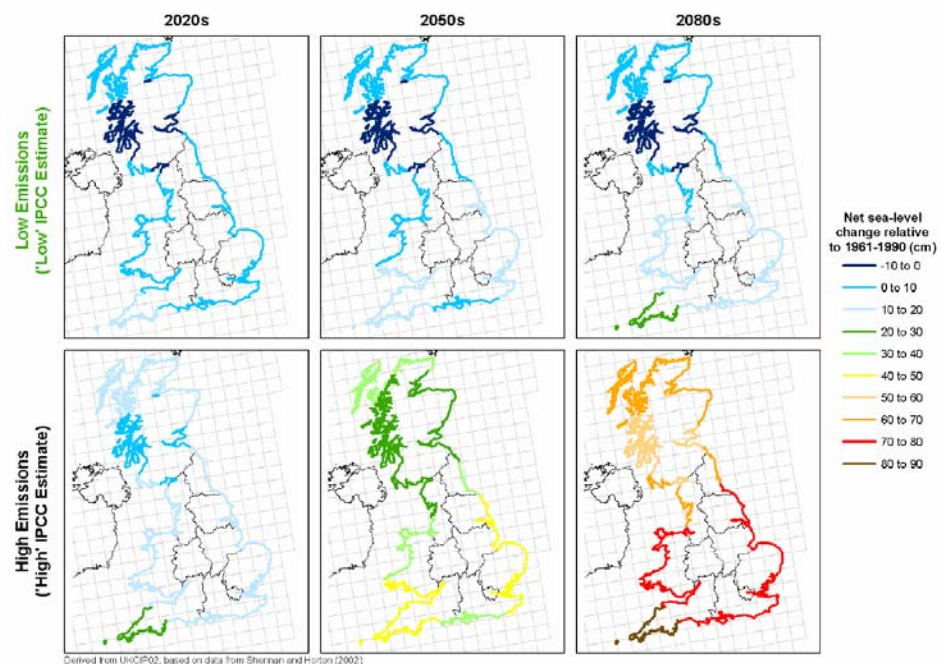 2020s
2050s
2080s
Low Emissions
('Low' IPCC Estimate)
High Emissions
('High' IPCC Estimate)
Net sea-level
change relative
to 1961-1990 (cm)
-10 to 0
0 to 10
10 to 20
20 to 30
30 to 40
40 to 50
50 to 60
60 to 70
70 to 80
80 to 90
Derived from UKCIP02, based on data from Shennan and Horton (2002)